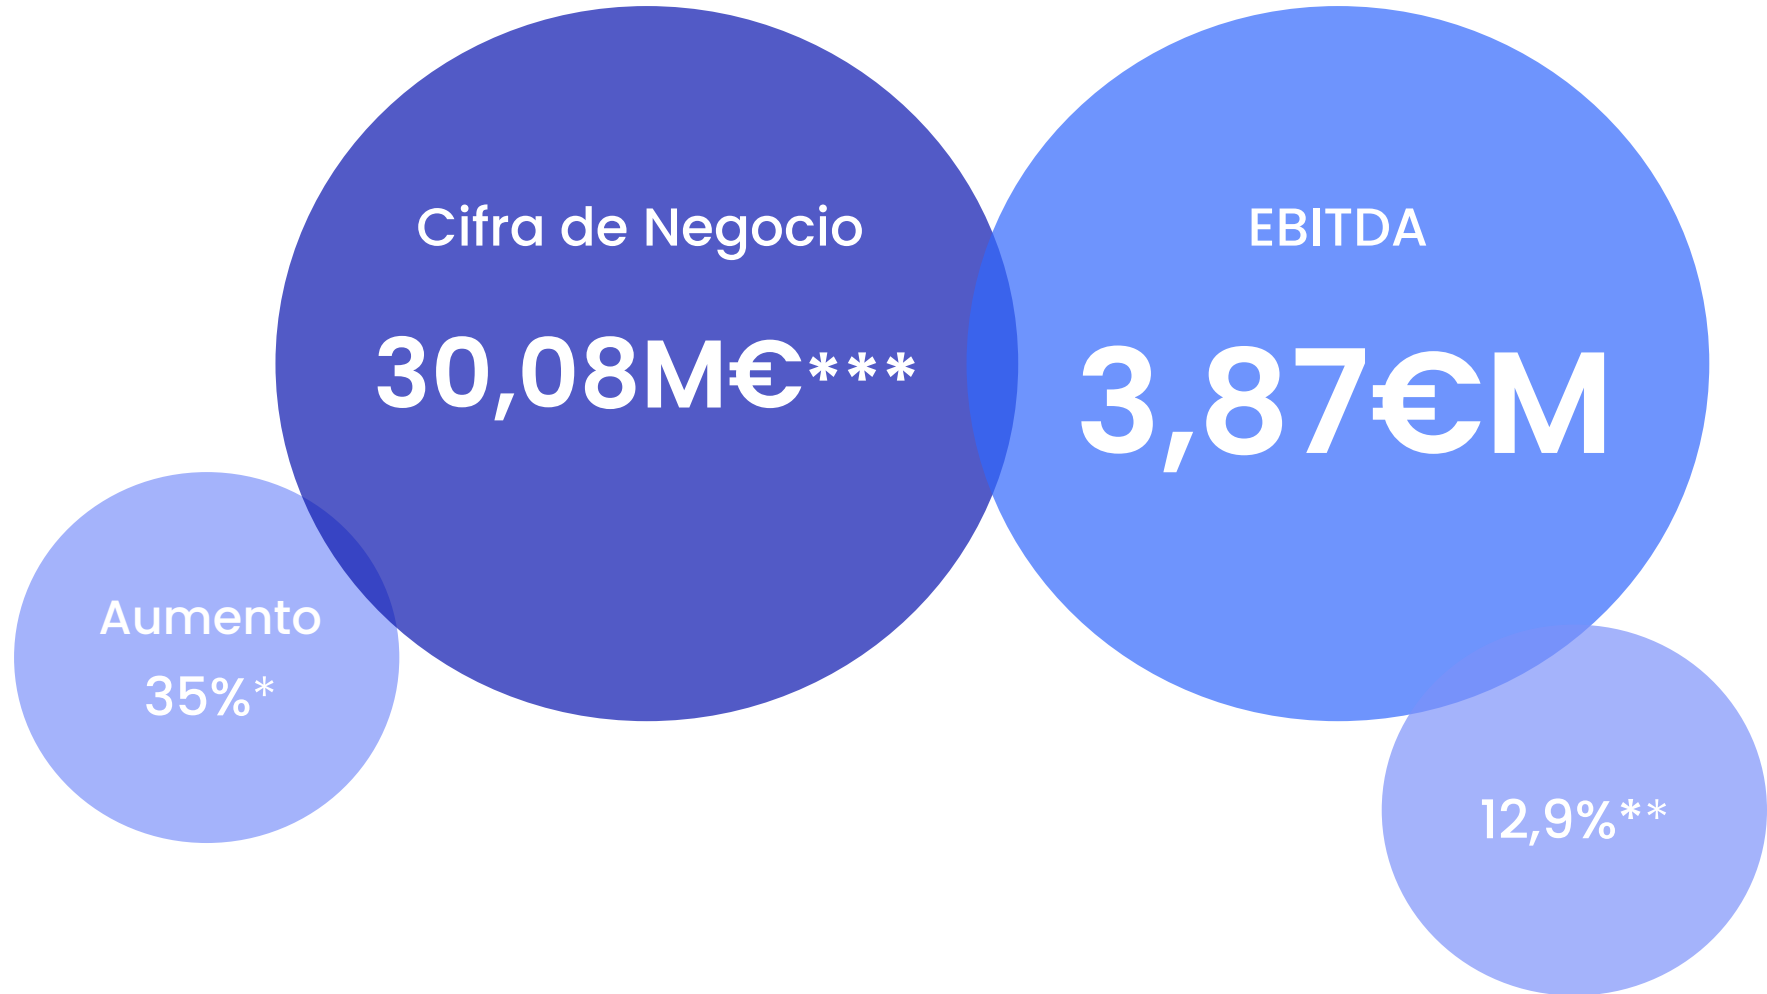 Cifra de Negocio
30,08M€***
EBITDA
3,87€M
Aumento
35%*
12,9%**